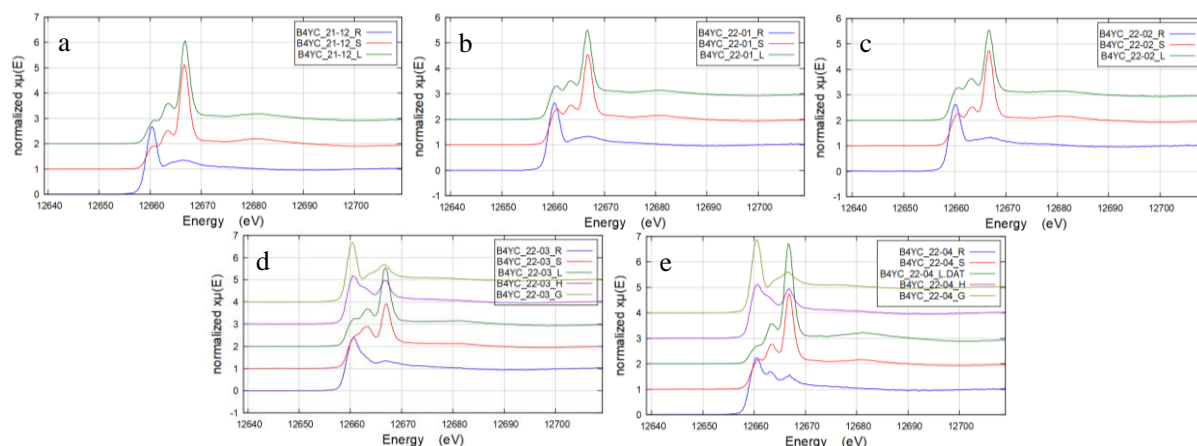 a
B4YC_21-12_R
B4YC_21-12_S
B4YC_21-12_L
normalized xμ(E)
7
6
5
4
3
2
1
0
12640 12650 12660 12670 12680 12690 12700
Energy (eV)
b
B4YC_22-01_R
B4YC_22-01_S
B4YC_22-01_L
normalized xμ(E)
6
5
4
3
2
1
0
-1
12640 12650 12660 12670 12680 12690 12700
Energy (eV)
c
B4YC_22-02_R
B4YC_22-02_S
B4YC_22-02_L
normalized xμ(E)
6
5
4
3
2
1
0
-1
12640 12650 12660 12670 12680 12690 12700
Energy (eV)
d
B4YC_22-03_R
B4YC_22-03_S
B4YC_22-03_L
B4YC_22-03_H
B4YC_22-03_G
normalized xμ(E)
7
6
5
4
3
2
1
0
-1
12640 12650 12660 12670 12680 12690 12700
Energy (eV)
e
B4YC_22-04_R
B4YC_22-04_S
B4YC_22-04_L.DAT
B4YC_22-04_H
B4YC_22-04_G
normalized xμ(E)
7
6
5
4
3
2
1
0
12640 12650 12660 12670 12680 12690 12700
Energy (eV)